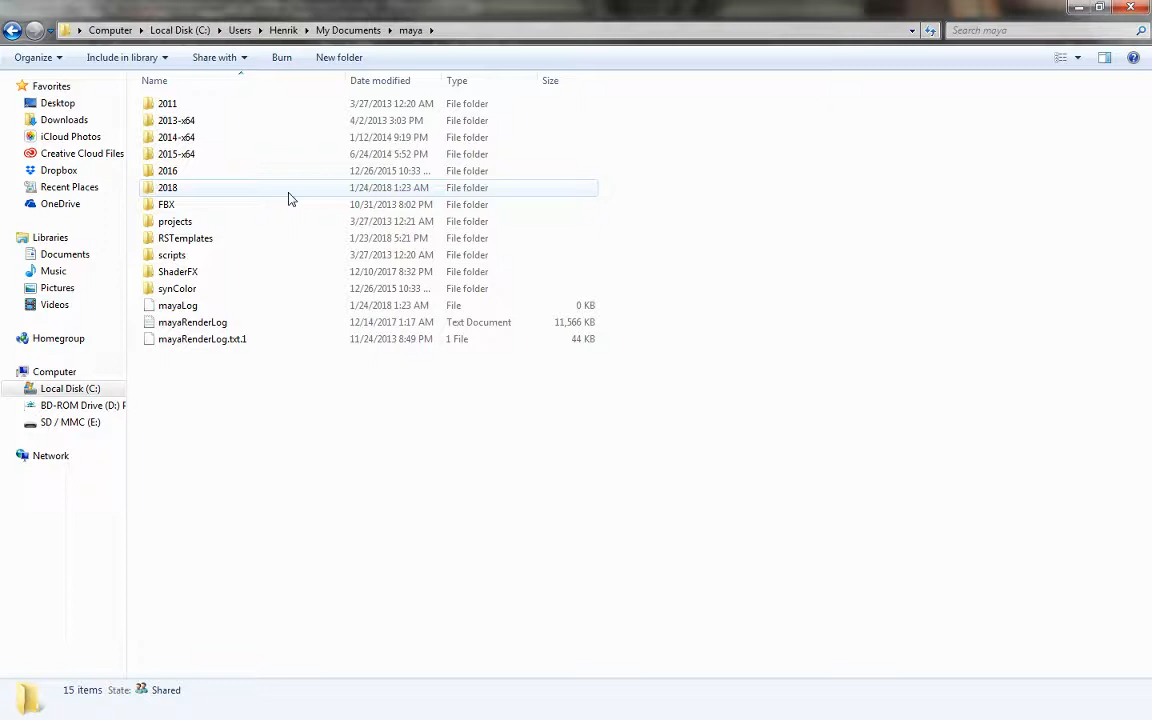 Computer Local Disk (C:) Users Henrik My Documents maya Search maya
Organize Include in library Share with Burn New folder
Name Date modified Type Size
Favorites
Desktop
Downloads
iCloud Photos
Creative Cloud Files
Dropbox
Recent Places
OneDrive
Libraries
Documents
Music
Pictures
Videos
Homegroup
Computer
Local Disk (C:)
BD-ROM Drive (D:) F
SD / MMC (E:)
Network
2011 3/27/2013 12:20 AM File folder
2013-x64 4/2/2013 3:03 PM File folder
2014-x64 1/12/2014 9:19 PM File folder
2015-x64 6/24/2014 5:52 PM File folder
2016 12/26/2015 10:33 ... File folder
2018 1/24/2018 1:23 AM File folder
FBX 10/31/2013 8:02 PM File folder
projects 3/27/2013 12:21 AM File folder
RSTemplates 1/23/2018 5:21 PM File folder
scripts 3/27/2013 12:20 AM File folder
ShaderFX 12/10/2017 8:32 PM File folder
synColor 12/26/2015 10:33 ... File folder
mayaLog 1/24/2018 1:23 AM File 0 KB
mayaRenderLog 12/14/2017 1:17 AM Text Document 11,566 KB
mayaRenderLog.txt.1 11/24/2013 8:49 PM 1 File 44 KB
15 items State: Shared